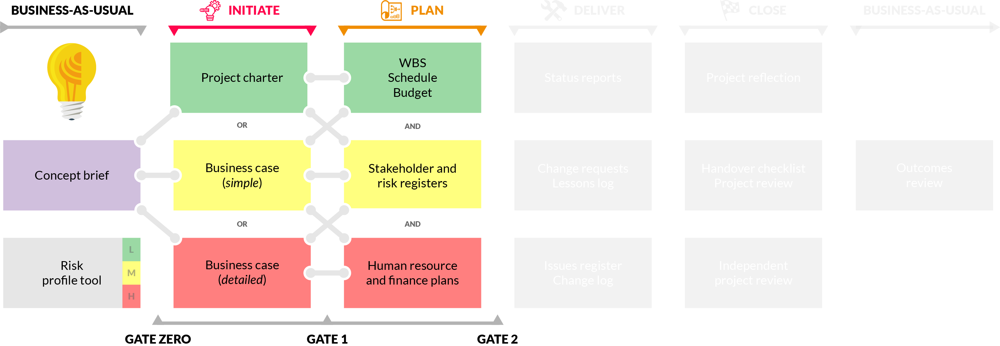 BUSINESS-AS-USUAL
INITIATE
PLAN
DELIVER
CLOSE
BUSINESS-AS-USUAL
Project charter
WBS
Schedule
Budget
Status reports
Project reflection
OR
AND
Concept brief
Business case
(simple)
Stakeholder and
risk registers
Change requests
Lessons log
Handover checklist
Project review
Outcomes
review
OR
AND
Risk
profile tool
L
M
H
Business case
(detailed)
Human resource
and finance plans
Issues register
Change log
Independent
project review
GATE ZERO
GATE 1
GATE 2